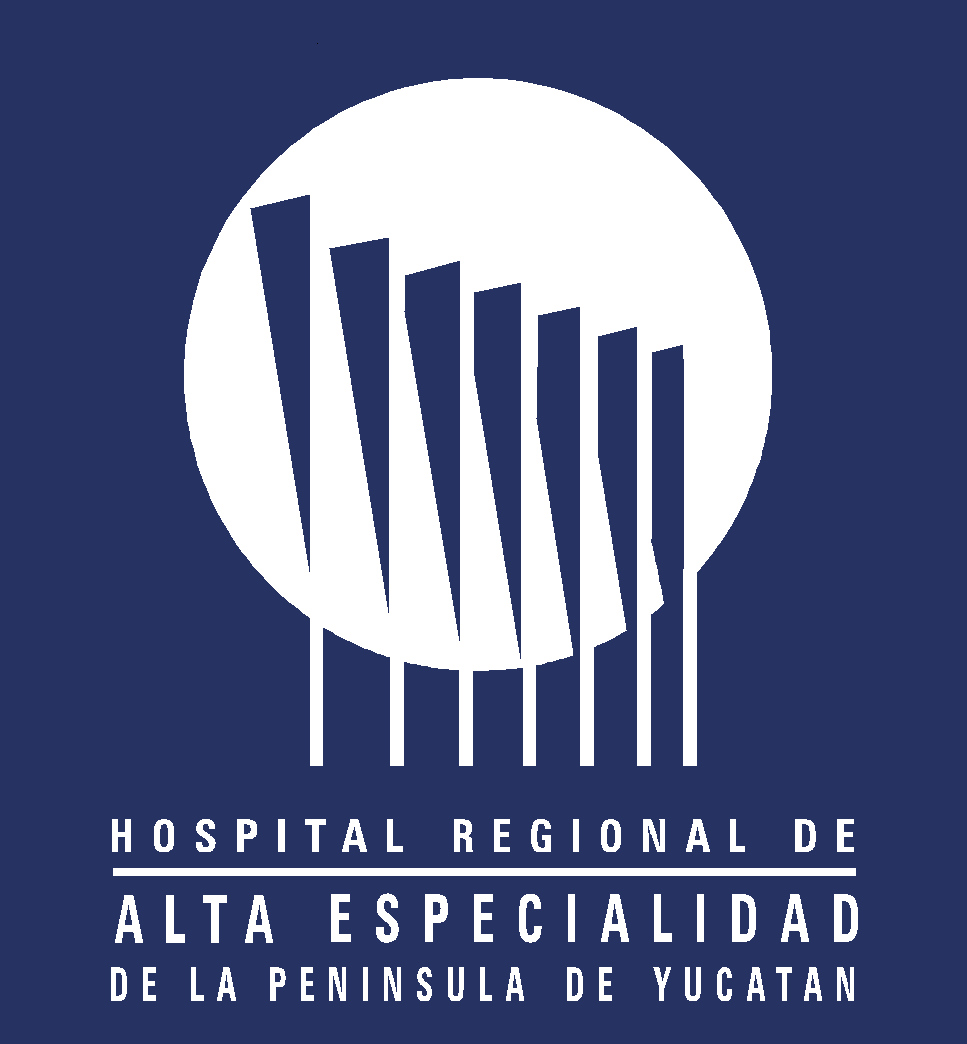 HOSPITAL REGIONAL DE
ALTA ESPECIALIDAD
DE LA PENINSULA DE YUCATAN